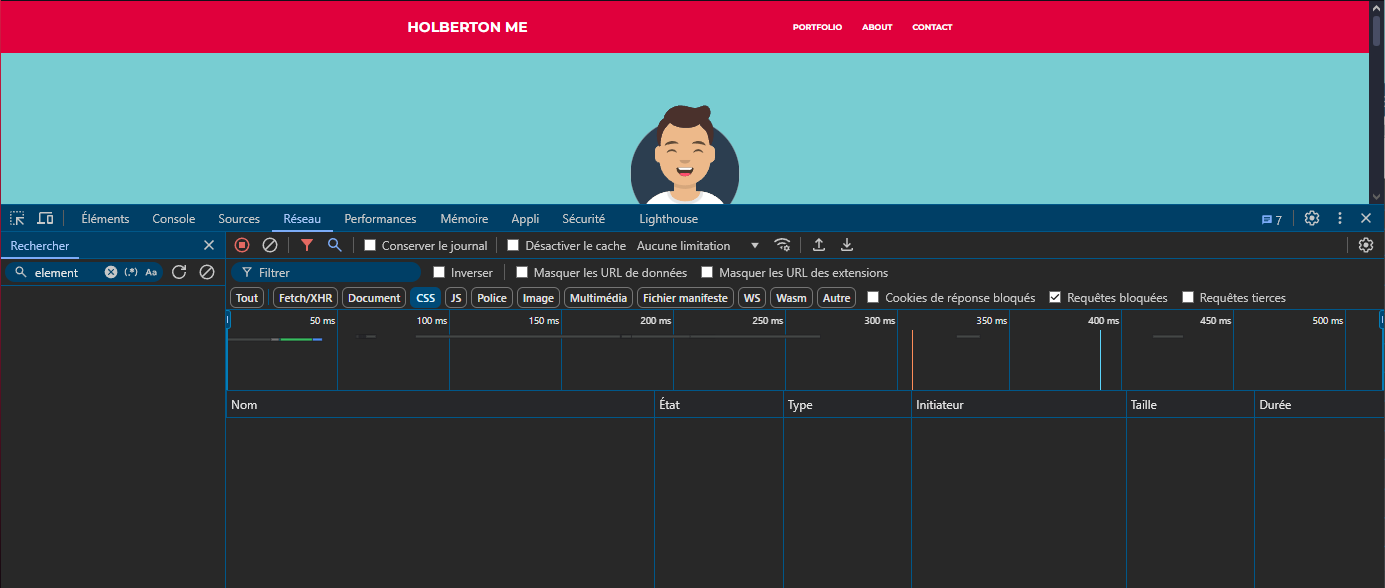 HOLBERTON ME PORTFOLIO ABOUT CONTACT
Éléments Console Sources Réseau Performances Mémoire Appli Sécurité Lighthouse 7
Rechercher Conserver le journal Désactiver le cache Aucune limitation
element (.*) Aa Filtrer Inverser Masquer les URL de données Masquer les URL des extensions
Tout Fetch/XHR Document CSS JS Police Image Multimédia Fichier manifeste WS Wasm Autre Cookies de réponse bloqués Requêtes bloquées Requêtes tierces
50 ms 100 ms 150 ms 200 ms 250 ms 300 ms 350 ms 400 ms 450 ms 500 ms
Nom État Type Initiateur Taille Durée